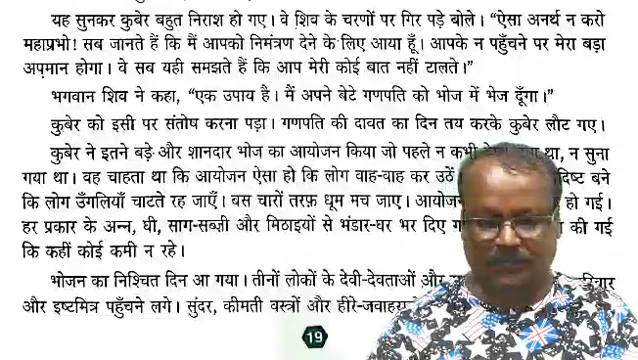 यह सुनकर कुबेर बहुत निराश हो गए। वे शिव के चरणों पर गिर पड़े बोले। “ऐसा अनर्थ न करो
महाप्रभो! सब जानते हैं कि मैं आपको निमंत्रण देने के लिए आया हूँ। आपके न पहुँचने पर मेरा बड़ा
अपमान होगा। वे सब यही समझते हैं कि आप मेरी कोई बात नहीं टालते।”
भगवान शिव ने कहा, “एक उपाय है। मैं अपने बेटे गणपति को भोज में भेज दूँगा।”
कुबेर को इसी पर संतोष करना पड़ा। गणपति की दावत का दिन तय करके कुबेर लौट गए।
कुबेर ने इतने बड़े और शानदार भोज का आयोजन किया जो पहले न कभी था, न सुना
गया था। वह चाहता था कि आयोजन ऐसा हो कि लोग वाह-वाह कर उठें बने
कि लोग उँगलियाँ चाटते रह जाएँ। बस चारों तरफ़ धूम मच जाए। हो गई।
हर प्रकार के अन्न, घी, साग-सब्ज़ी और मिठाइयों से भंडार-घर भर दिए की गई
कि कहीं कोई कमी न रहे।
भोजन का निश्चित दिन आ गया। तीनों लोकों के देवी-देवताओं और
और इष्टमित्र पहुँचने लगे। सुंदर, कीमती वस्त्रों और
19